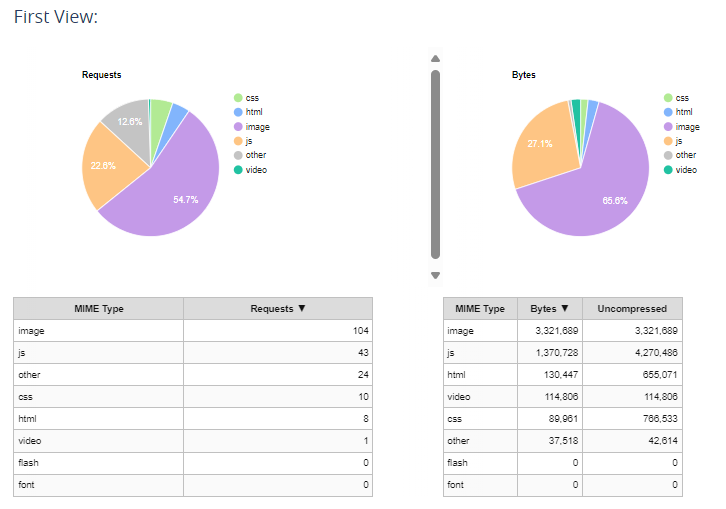 First View:
Requests
css
html
image
js
other
video
12.6%
22.6%
54.7%
Bytes
css
html
image
js
other
video
27.1%
65.6%
MIME Type Requests ▼
image 104
js 43
other 24
css 10
html 8
video 1
flash 0
font 0
MIME Type Bytes ▼ Uncompressed
image 3,321,689 3,321,689
js 1,370,728 4,270,486
html 130,447 655,071
video 114,806 114,806
css 89,961 766,533
other 37,518 42,614
flash 0 0
font 0 0